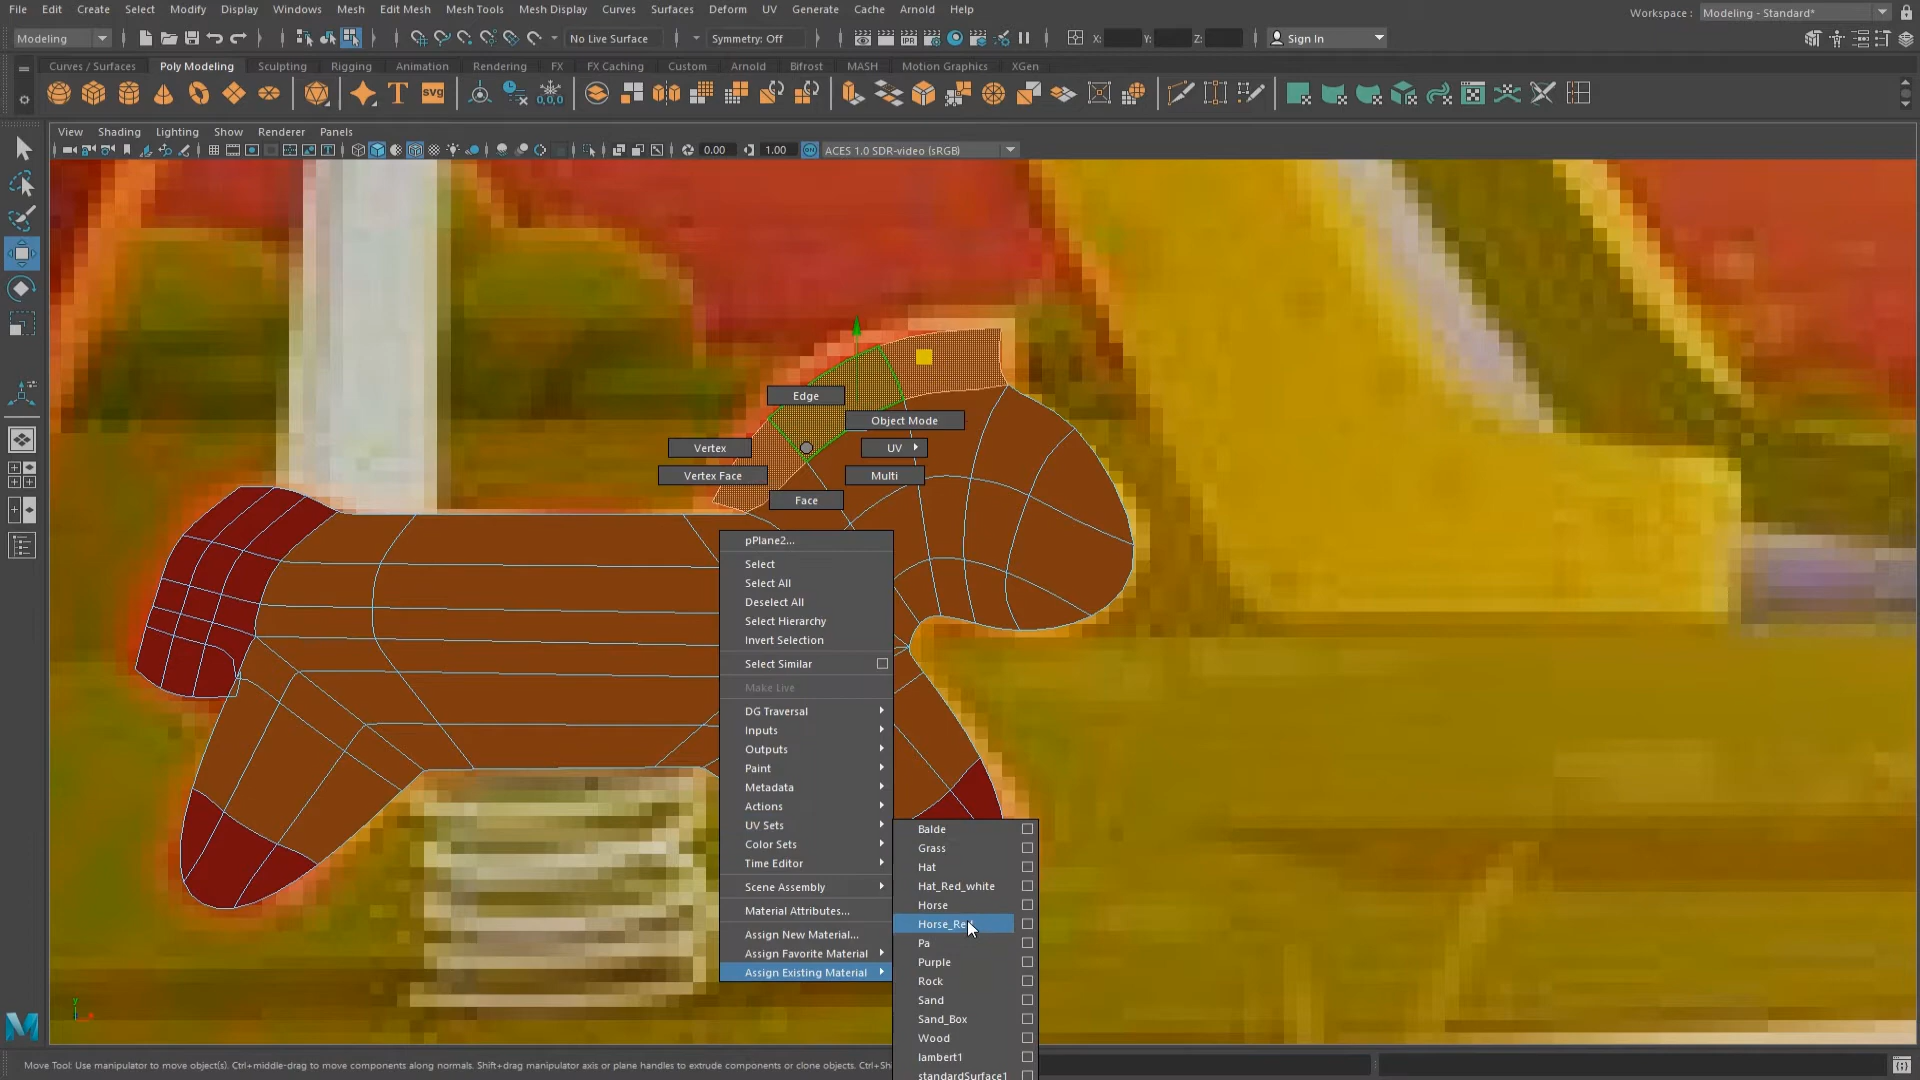 File Edit Create Select Modify Display Windows Mesh Edit Mesh Mesh Tools Mesh Display Curves Surfaces Deform UV Generate Cache Arnold Help
Workspace : Modeling - Standard*
Modeling
No Live Surface
Symmetry: Off
X:
Y:
Z:
Sign In
Curves / Surfaces Poly Modeling Sculpting Rigging Animation Rendering FX FX Caching Custom Arnold Bifrost MASH Motion Graphics XGen
T
SVG
0,0,0
View Shading Lighting Show Renderer Panels
0.00
1.00
ACES 1.0 SDR-video (sRGB)
Edge
Object Mode
Vertex
UV
Vertex Face
Multi
Face
pPlane2...
Select
Select All
Deselect All
Select Hierarchy
Invert Selection
Select Similar
Make Live
DG Traversal
Inputs
Outputs
Paint
Metadata
Actions
UV Sets
Color Sets
Time Editor
Scene Assembly
Material Attributes...
Assign New Material...
Assign Favorite Material
Assign Existing Material
Balde
Grass
Hat
Hat_Red_white
Horse
Horse_Red
Pa
Purple
Rock
Sand
Sand_Box
Wood
lambert1
standardSurface1
y
M
Move Tool: Use manipulator to move object(s). Ctrl+middle-drag to move components along normals. Shift+drag manipulator axis or plane handles to extrude components or clone objects. Ctrl+Sh